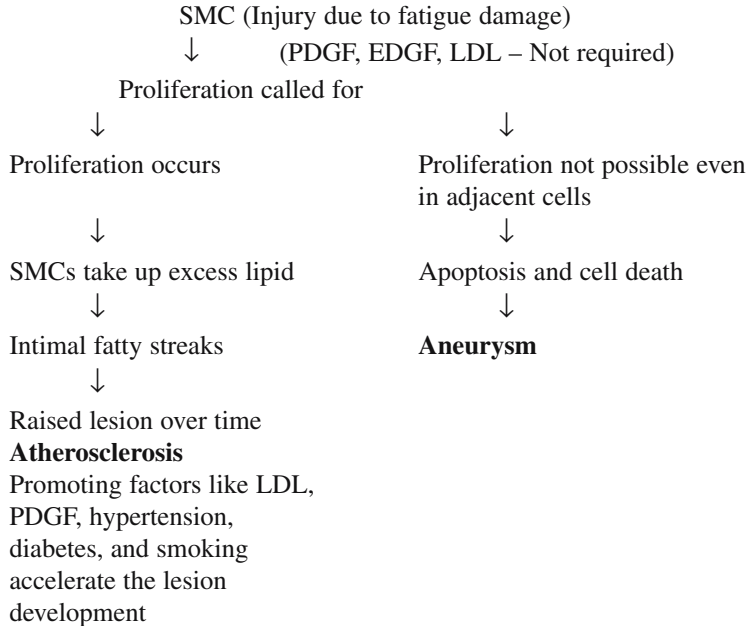 SMC (Injury due to fatigue damage)
↓ (PDGF, EDGF, LDL – Not required)
Proliferation called for
↓ ↓
Proliferation occurs Proliferation not possible even
in adjacent cells
↓ ↓
SMCs take up excess lipid Apoptosis and cell death
↓ ↓
Intimal fatty streaks Aneurysm
↓
Raised lesion over time
Atherosclerosis
Promoting factors like LDL,
PDGF, hypertension,
diabetes, and smoking
accelerate the lesion
development